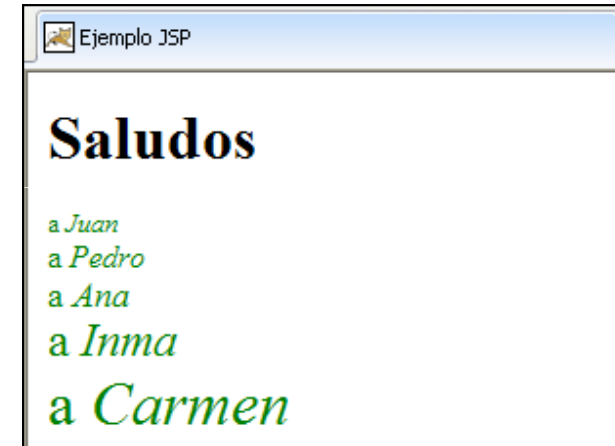 Ejemplo JSP
Saludos
a Juan
a Pedro
a Ana
a Inma
a Carmen